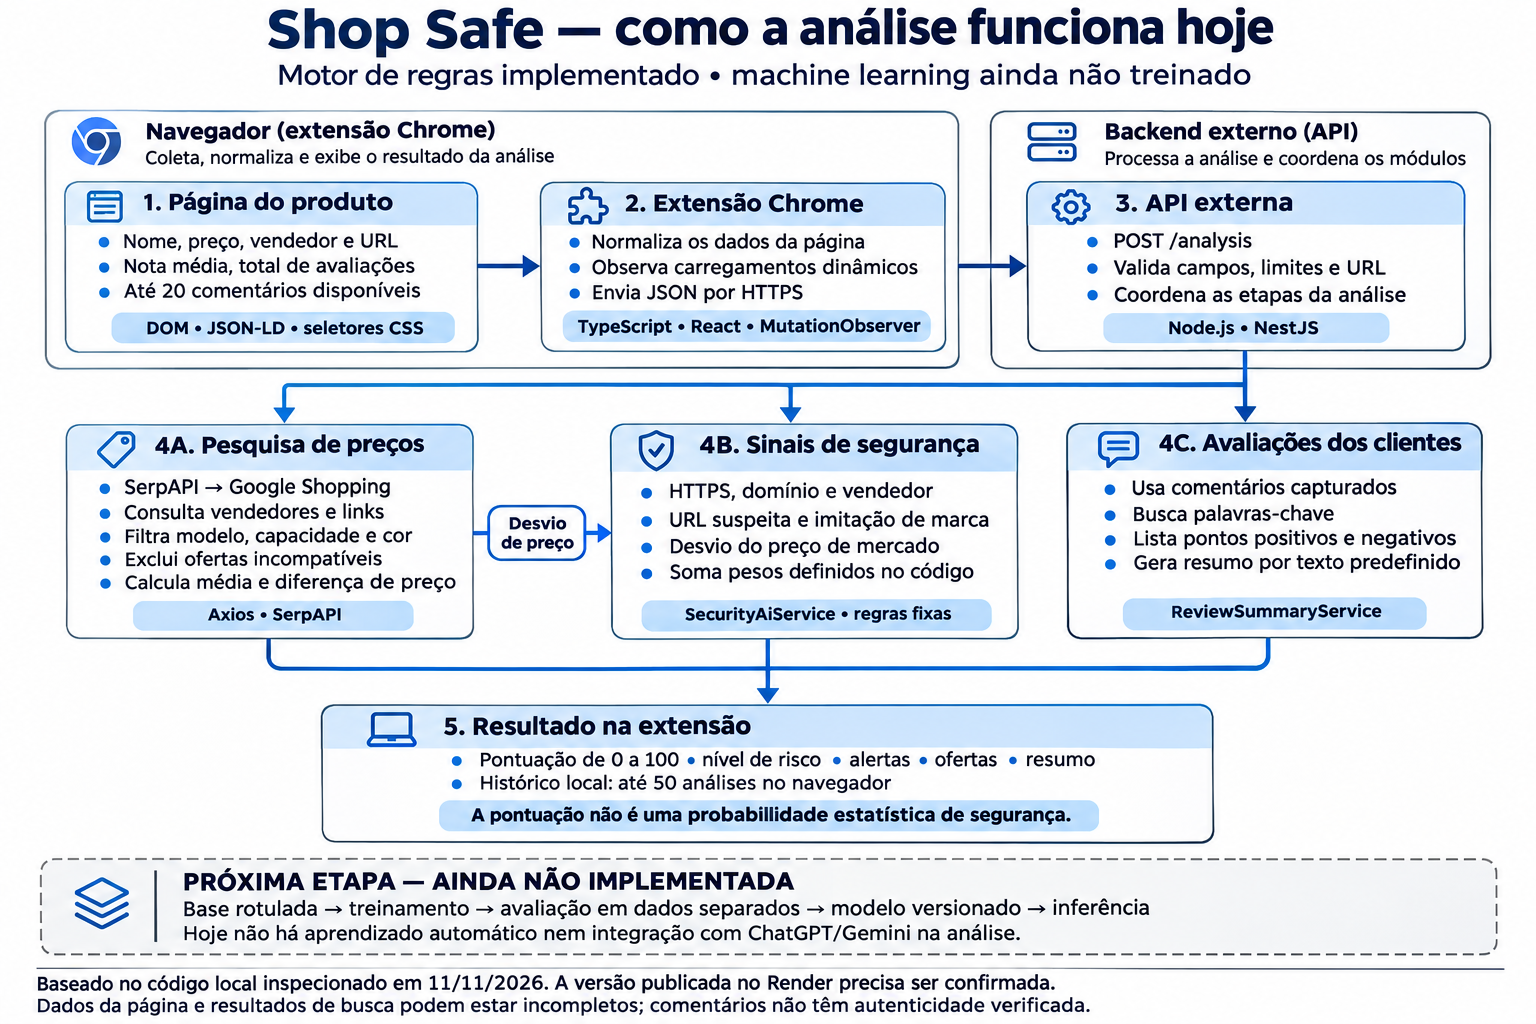 Shop Safe — como a análise funciona hoje
Motor de regras implementado • machine learning ainda não treinado
Navegador (extensão Chrome)
Coleta, normaliza e exibe o resultado da análise
1. Página do produto
• Nome, preço, vendedor e URL
• Nota média, total de avaliações
• Até 20 comentários disponíveis
DOM • JSON-LD • seletores CSS
2. Extensão Chrome
• Normaliza os dados da página
• Observa carregamentos dinâmicos
• Envia JSON por HTTPS
TypeScript • React • MutationObserver
Backend externo (API)
Processa a análise e coordena os módulos
3. API externa
• POST /analysis
• Valida campos, limites e URL
• Coordena as etapas da análise
Node.js • NestJS
4A. Pesquisa de preços
• SerpAPI → Google Shopping
• Consulta vendedores e links
• Filtra modelo, capacidade e cor
• Exclui ofertas incompatíveis
• Calcula média e diferença de preço
Axios • SerpAPI
Desvio
de preço
4B. Sinais de segurança
• HTTPS, domínio e vendedor
• URL suspeita e imitação de marca
• Desvio do preço de mercado
• Soma pesos definidos no código
SecurityAiService • regras fixas
4C. Avaliações dos clientes
• Usa comentários capturados
• Busca palavras-chave
• Lista pontos positivos e negativos
• Gera resumo por texto predefinido
ReviewSummaryService
5. Resultado na extensão
• Pontuação de 0 a 100 • nível de risco • alertas • ofertas • resumo
• Histórico local: até 50 análises no navegador
A pontuação não é uma probabillidade estatística de segurança.
PRÓXIMA ETAPA — AINDA NÃO IMPLEMENTADA
Base rotulada → treinamento → avaliação em dados separados → modelo versionado → inferência
Hoje não há aprendizado automático nem integração com ChatGPT/Gemini na análise.
Baseado no código local inspecionado em 11/11/2026. A versão publicada no Render precisa ser confirmada.
Dados da página e resultados de busca podem estar incompletos; comentários não têm autenticidade verificada.